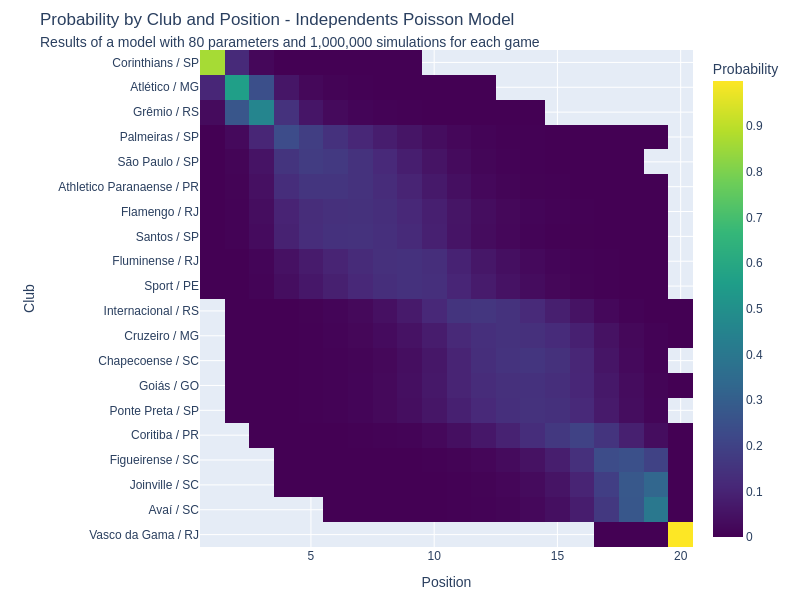 Probability by Club and Position - Independents Poisson Model
Results of a model with 80 parameters and 1,000,000 simulations for each game
Corinthians / SP
Atlético / MG
Grêmio / RS
Palmeiras / SP
São Paulo / SP
Athletico Paranaense / PR
Flamengo / RJ
Santos / SP
Fluminense / RJ
Sport / PE
Internacional / RS
Cruzeiro / MG
Chapecoense / SC
Goiás / GO
Ponte Preta / SP
Coritiba / PR
Figueirense / SC
Joinville / SC
Avaí / SC
Vasco da Gama / RJ
Club
5
10
15
20
Position
Probability
0.9
0.8
0.7
0.6
0.5
0.4
0.3
0.2
0.1
0